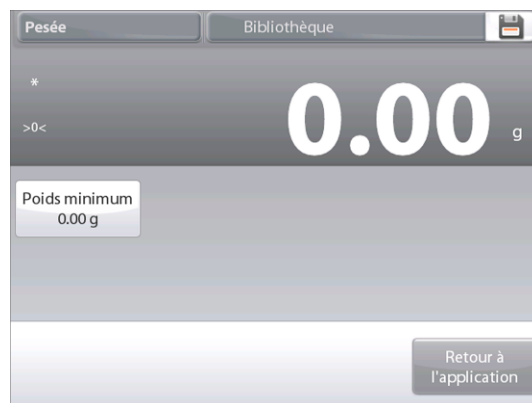 Pesée
Bibliothèque
*
>0<
0.00 g
Poids minimum
0.00 g
Retour à
l'application